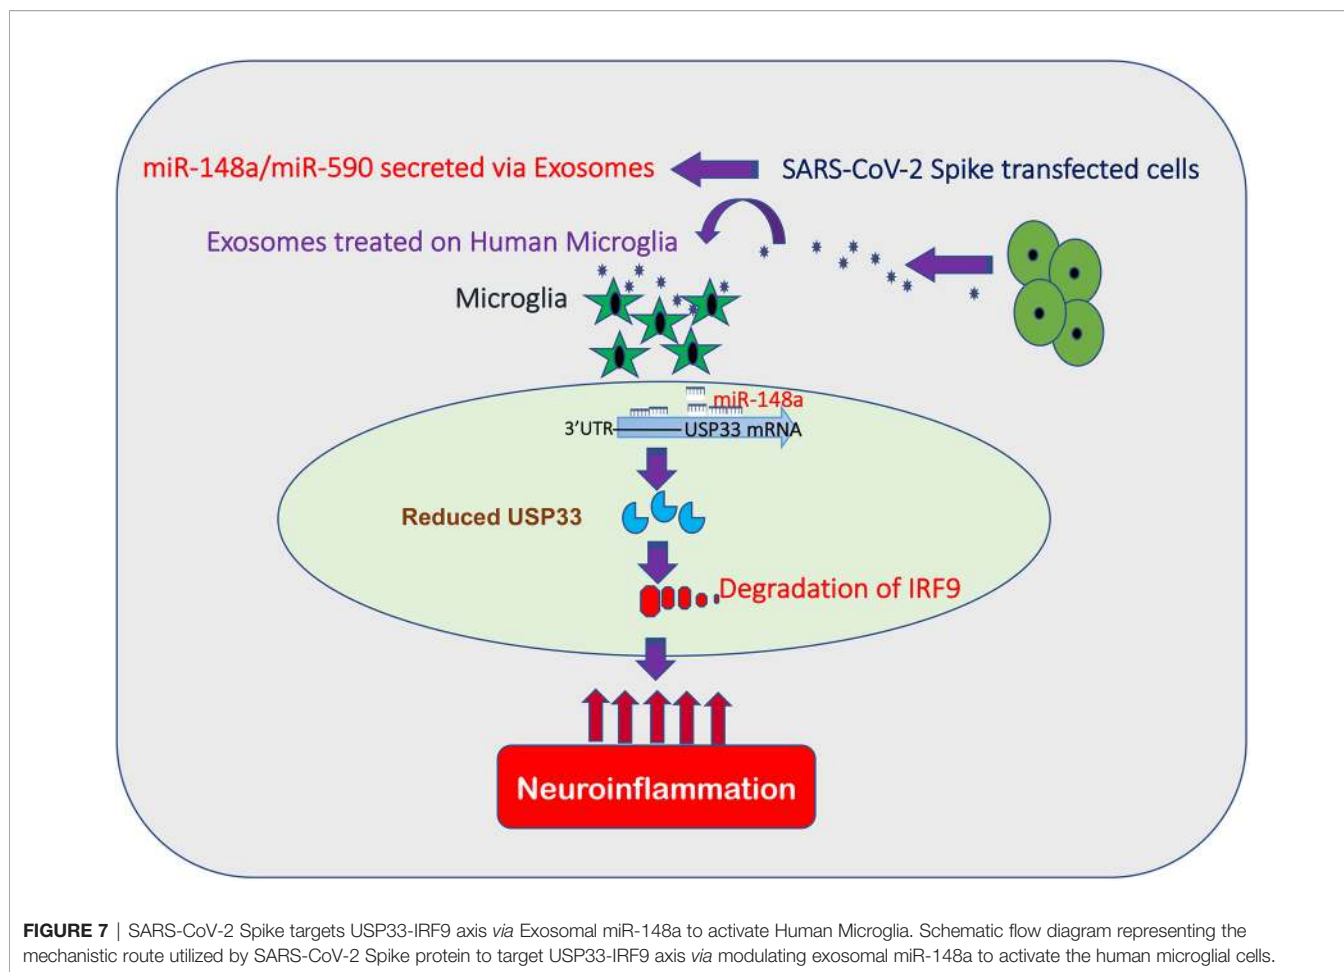 miR-148a/miR-590 secreted via Exosomes
SARS-CoV-2 Spike transfected cells
Exosomes treated on Human Microglia
Microglia
miR-148a
3’UTR
USP33 mRNA
Reduced USP33
Degradation of IRF9
Neuroinflammation
FIGURE 7 | SARS-CoV-2 Spike targets USP33-IRF9 axis via Exosomal miR-148a to activate Human Microglia. Schematic flow diagram representing the
mechanistic route utilized by SARS-CoV-2 Spike protein to target USP33-IRF9 axis via modulating exosomal miR-148a to activate the human microglial cells.